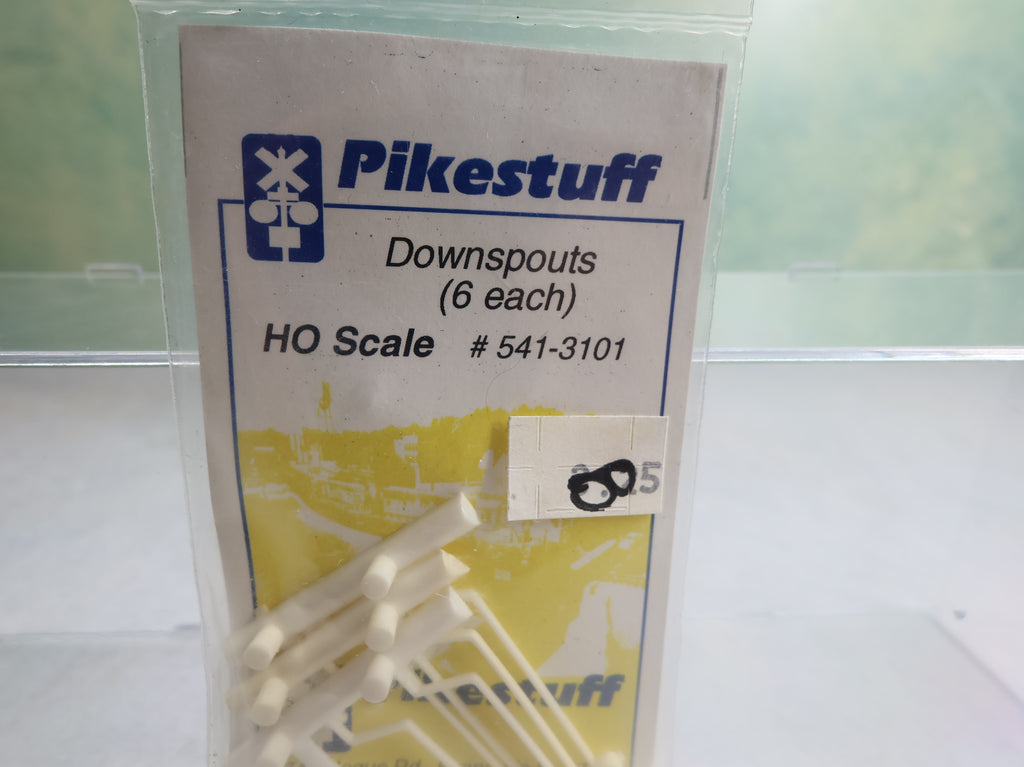 Pikestuff
Downspouts
(6 each)
HO Scale # 541-3101
Pikestuff